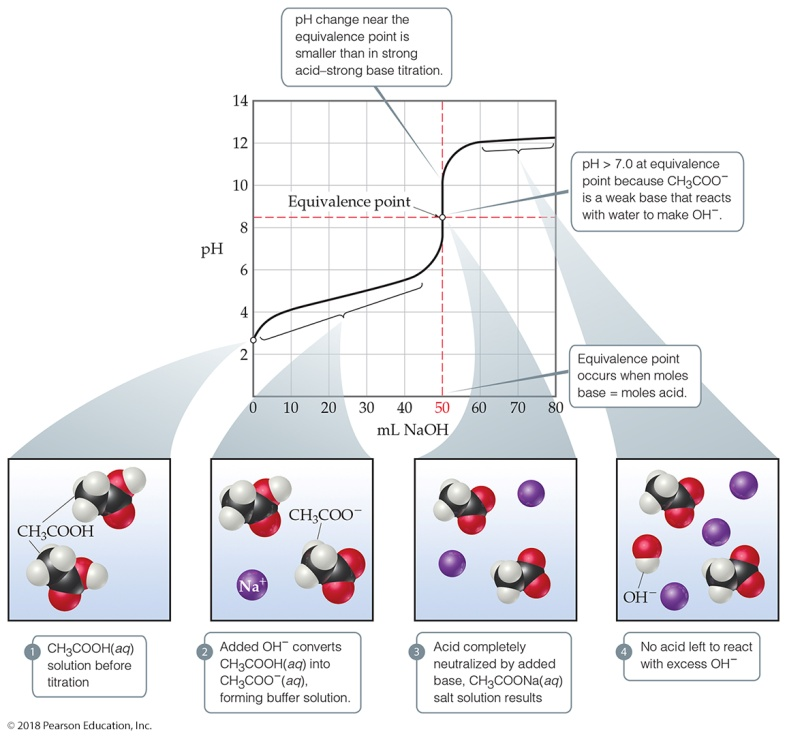 pH change near the
equivalence point is
smaller than in strong
acid–strong base titration.
14
12
10
8
6
4
2
pH
Equivalence point
pH > 7.0 at equivalence
point because CH₃COO⁻
is a weak base that reacts
with water to make OH⁻.
Equivalence point
occurs when moles
base = moles acid.
0 10 20 30 40 50 60 70 80
mL NaOH
CH₃COOH
CH₃COO⁻
Na⁺
OH⁻
1 CH₃COOH(aq)
solution before
titration
2 Added OH⁻ converts
CH₃COOH(aq) into
CH₃COO⁻(aq),
forming buffer solution.
3 Acid completely
neutralized by added
base, CH₃COONa(aq)
salt solution results
4 No acid left to react
with excess OH⁻
© 2018 Pearson Education, Inc.